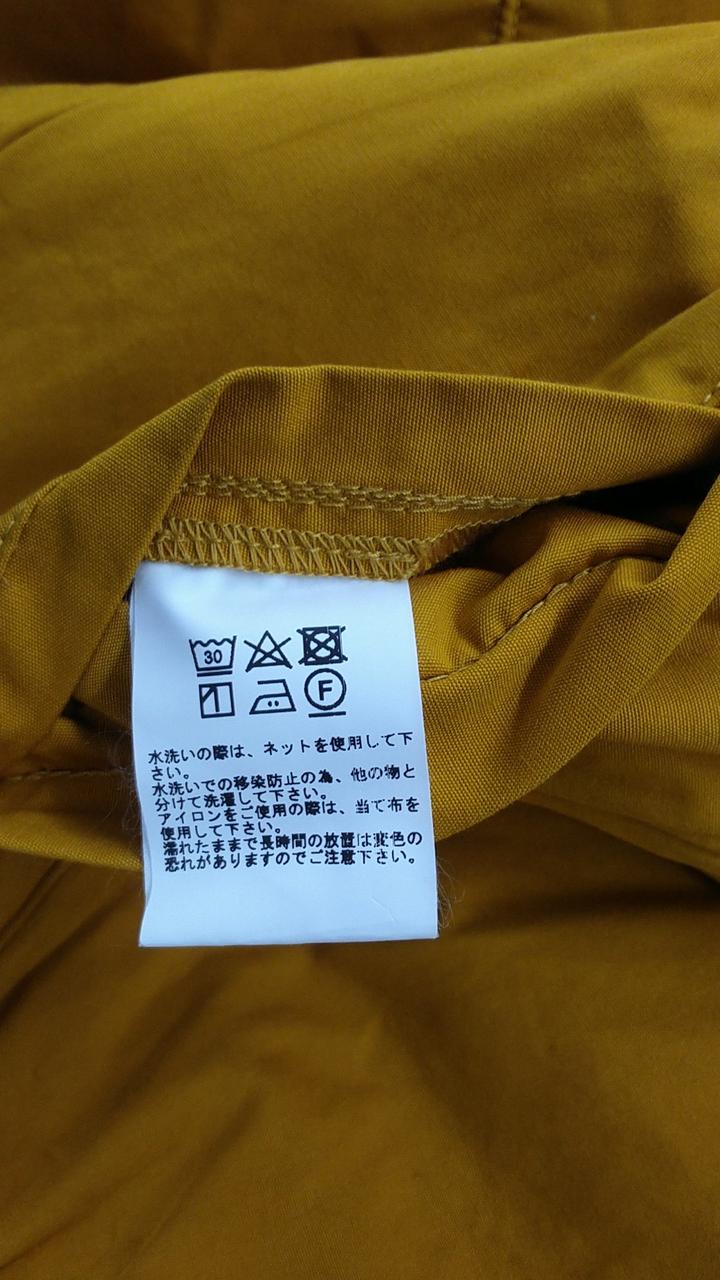 30
F
水洗いの際は、ネットを使用して下
さい。
水洗いでの移染防止の為、他の物と
分けて洗濯して下さい。
アイロンをご使用の際は、当て布を
使用して下さい。
濡れたままで長時間の放置は変色の
恐れがありますのでご注意下さい。